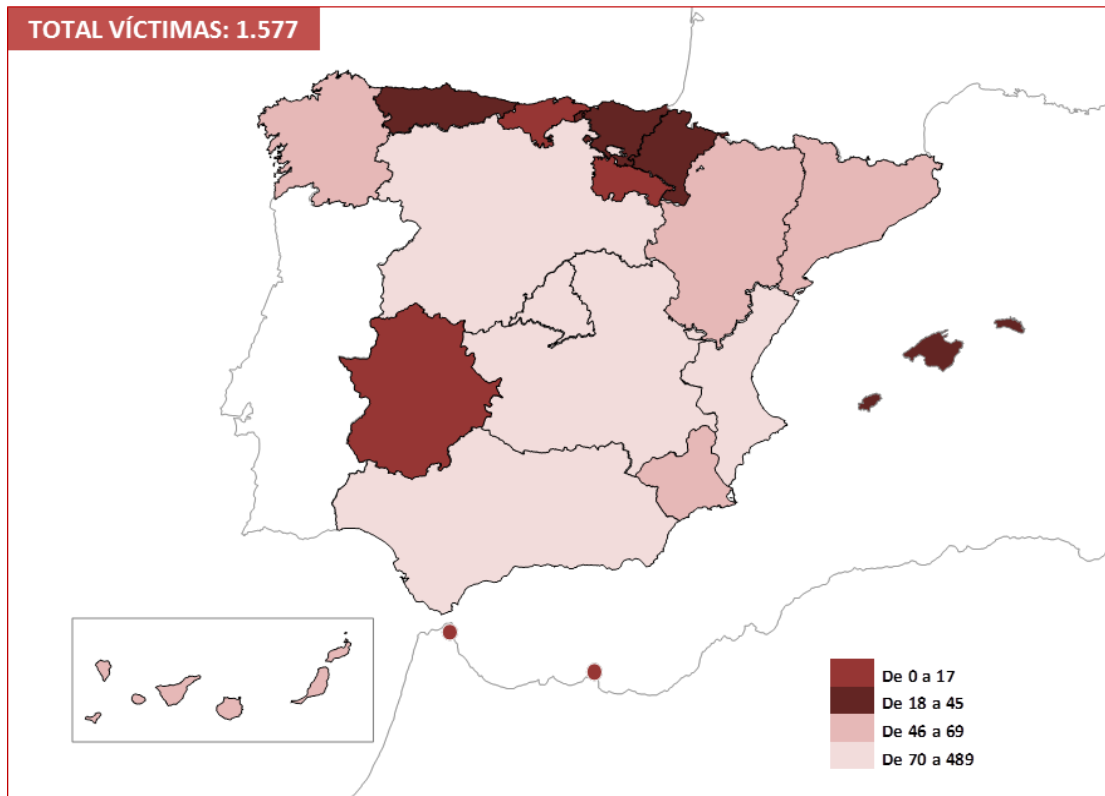 TOTAL VÍCTIMAS: 1.577
De 0 a 17
De 18 a 45
De 46 a 69
De 70 a 489